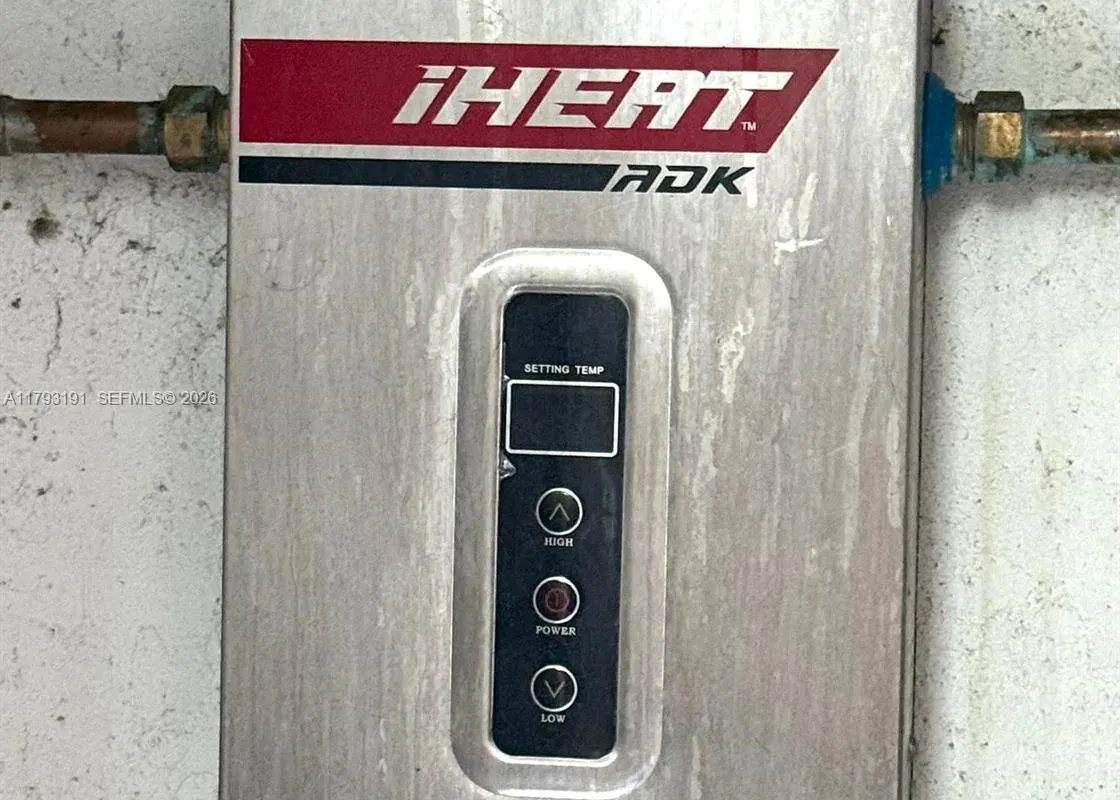 iHEAT™
ADK
SETTING TEMP
A11793191 SEFMLS© 2026
HIGH
POWER
LOW